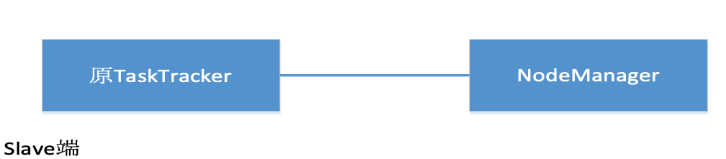 原TaskTracker
NodeManager
Slave端